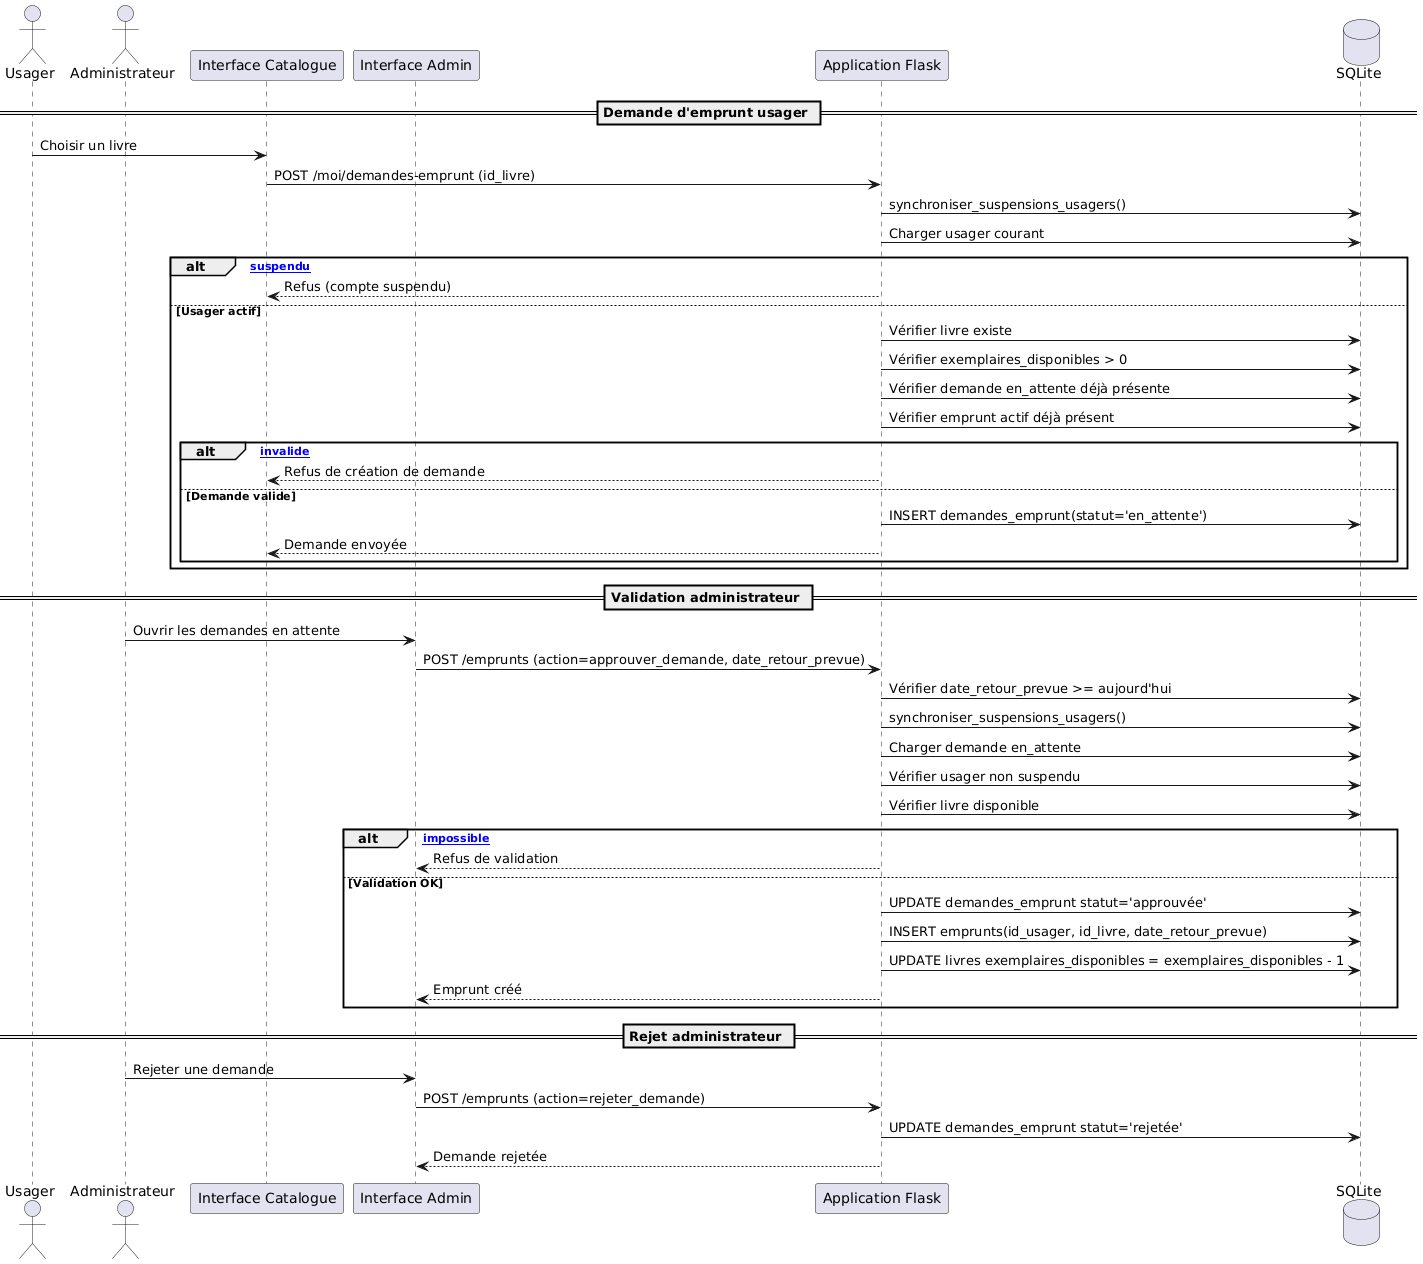 Usager
Administrateur
Interface Catalogue
Interface Admin
Application Flask
SQLite
Demande d'emprunt usager
Choisir un livre
POST /moi/demandes-emprunt (id_livre)
synchroniser_suspensions_usagers()
Charger usager courant
alt
suspendu
Refus (compte suspendu)
[Usager actif]
Vérifier livre existe
Vérifier exemplaires_disponibles > 0
Vérifier demande en_attente déjà présente
Vérifier emprunt actif déjà présent
alt
invalide
Refus de création de demande
[Demande valide]
INSERT demandes_emprunt(statut='en_attente')
Demande envoyée
Validation administrateur
Ouvrir les demandes en attente
POST /emprunts (action=approuver_demande, date_retour_prevue)
Vérifier date_retour_prevue >= aujourd'hui
synchroniser_suspensions_usagers()
Charger demande en_attente
Vérifier usager non suspendu
Vérifier livre disponible
alt
impossible
Refus de validation
[Validation OK]
UPDATE demandes_emprunt statut='approuvée'
INSERT emprunts(id_usager, id_livre, date_retour_prevue)
UPDATE livres exemplaires_disponibles = exemplaires_disponibles - 1
Emprunt créé
Rejet administrateur
Rejeter une demande
POST /emprunts (action=rejeter_demande)
UPDATE demandes_emprunt statut='rejetée'
Demande rejetée
Usager
Administrateur
Interface Catalogue
Interface Admin
Application Flask
SQLite